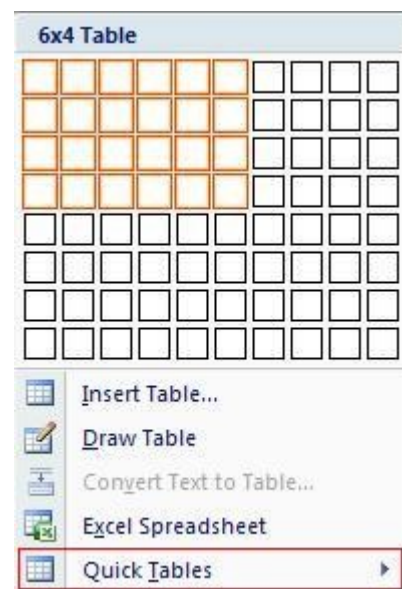 6x4 Table
Insert Table...
Draw Table
Convert Text to Table...
Excel Spreadsheet
Quick Tables